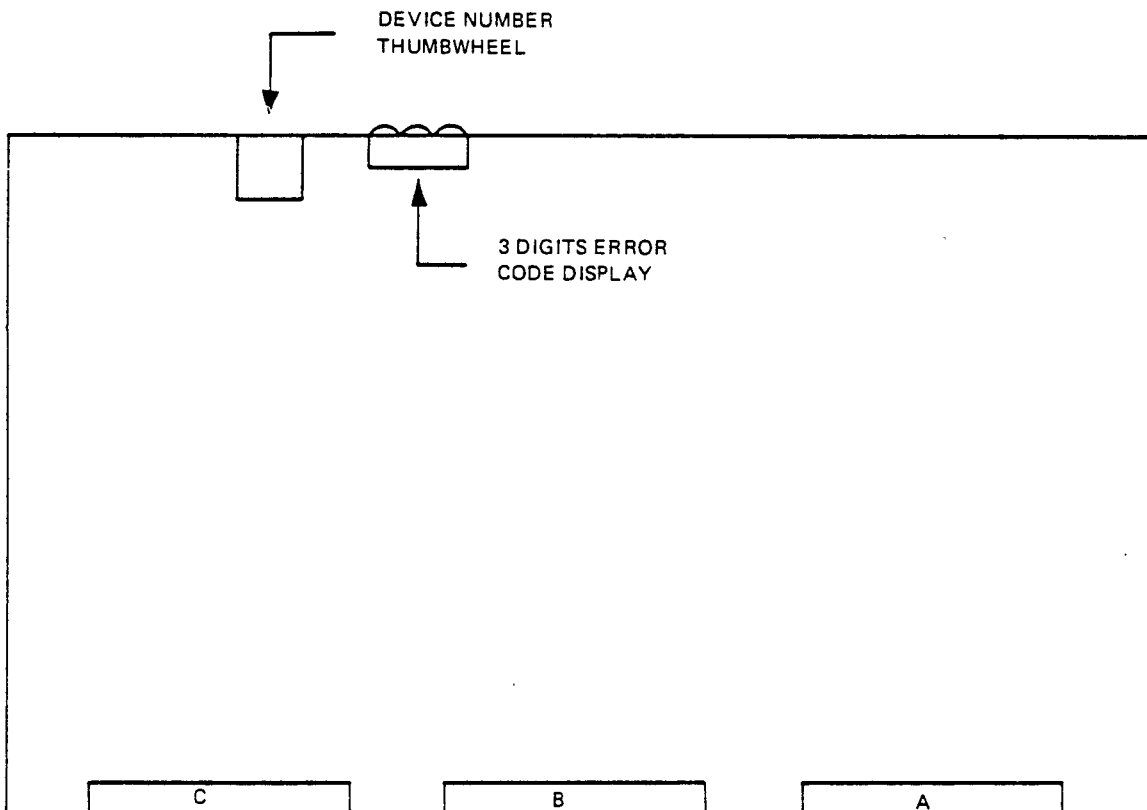 DEVICE NUMBER
THUMBWHEEL
3 DIGITS ERROR
CODE DISPLAY
C
B
A